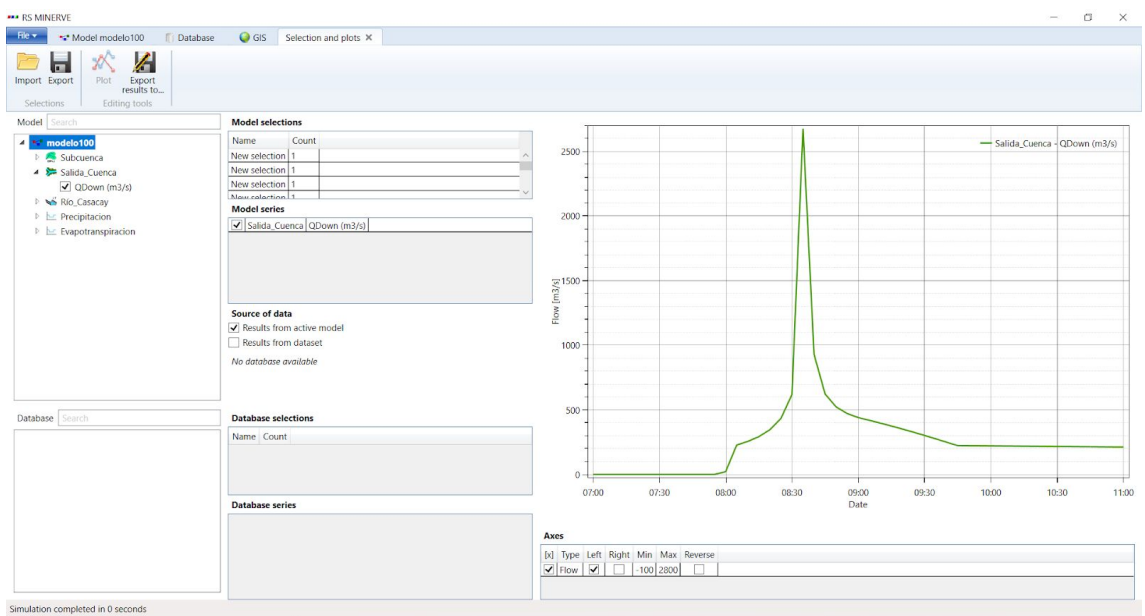 RS MINERVE
File Model modelo100 Database GIS Selection and plots
Import Export Plot Export results to...
Selections Editing tools
Model Search
modelo100
Subcuenca
Salida_Cuenca
QDown (m3/s)
Río_Casacay
Precipitacion
Evapotranspiracion
Model selections
Name Count
New selection 1
New selection 1
New selection 1
New selection 1
Model series
Salida_Cuenca QDown (m3/s)
Source of data
Results from active model
Results from dataset
No database available
Database Search
Database selections
Name Count
Database series
Salida_Cuenca - QDown (m3/s)
Flow [m3/s]
2500
2000
1500
1000
500
0
07:00 07:30 08:00 08:30 09:00 09:30 10:00 10:30 11:00
Date
Axes
[x] Type Left Right Min Max Reverse
Flow -100 2800
Simulation completed in 0 seconds